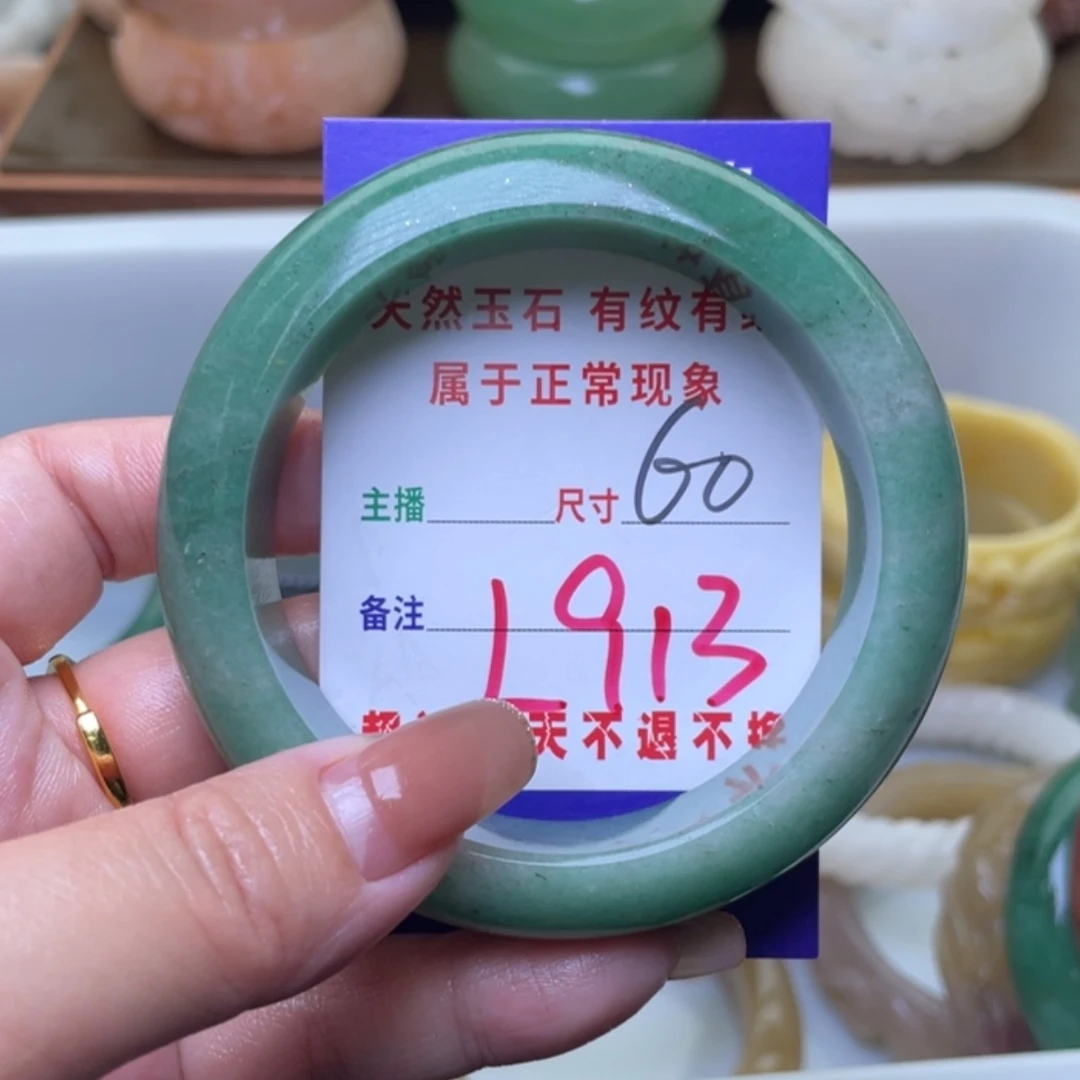 天然玉石 有纹有
属于正常现象
主播 尺寸 60
备注 L913
天不退不换